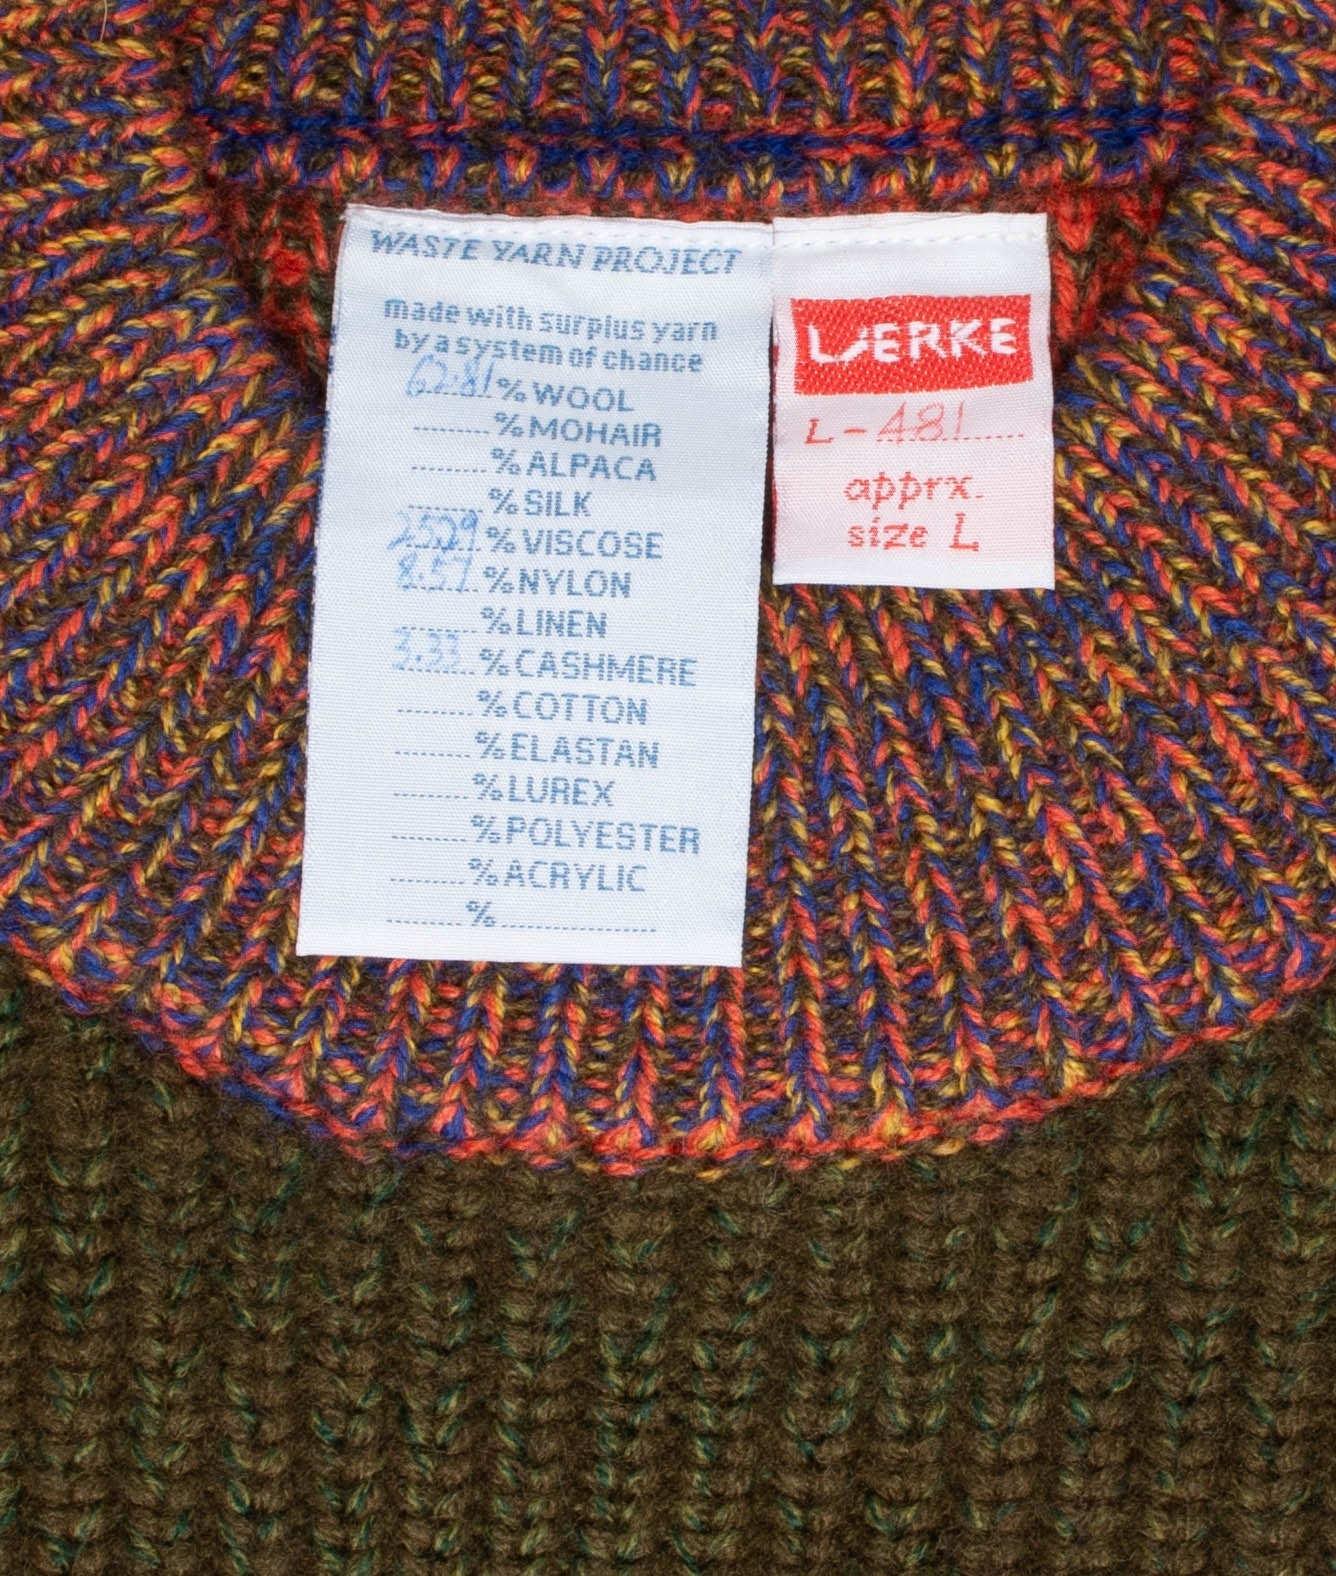 WASTE YARN PROJECT
made with surplus yarn
by a system of chance
62.81 % WOOL
........ % MOHAIR
........ % ALPACA
........ % SILK
25.29 % VISCOSE
8.57 % NYLON
........ % LINEN
3.33 % CASHMERE
........ % COTTON
........ % ELASTAN
........ % LUREX
........ % POLYESTER
........ % ACRYLIC
........ % ................
WERKE
L - 481
apprx.
size L